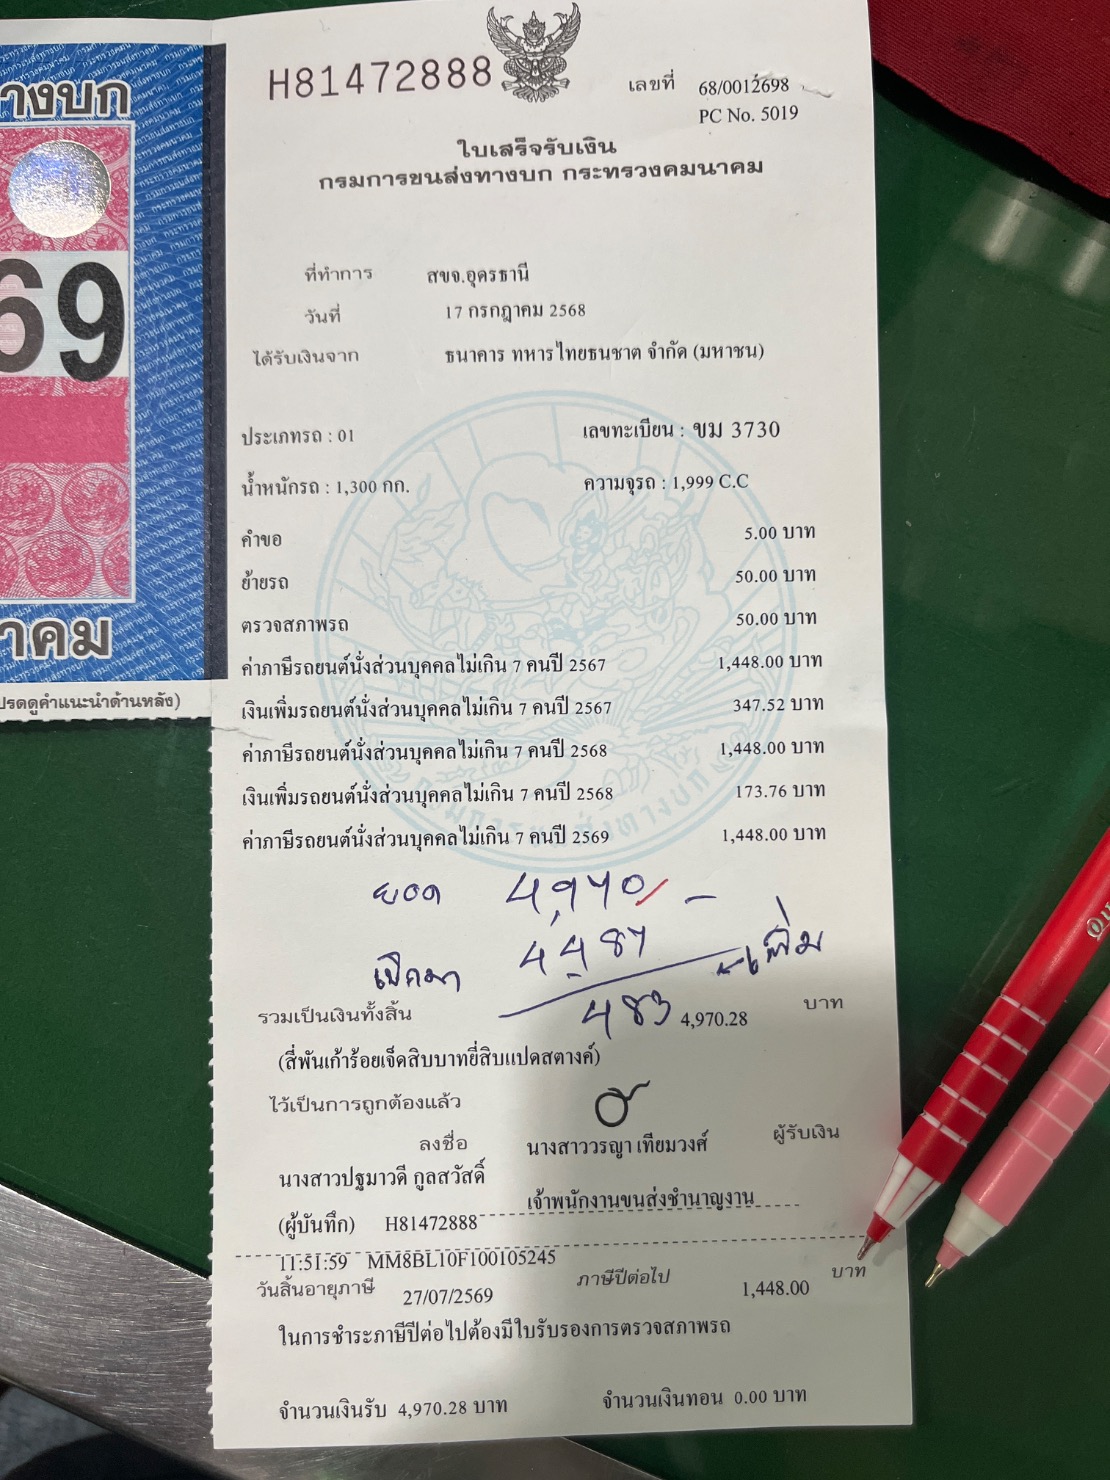 างบก
69
าคม
ปรดดูคำแนะนำด้านหลัง)
H81472888
เลขที่ 68/0012698
PC No. 5019
ใบเสร็จรับเงิน
กรมการขนส่งทางบก กระทรวงคมนาคม
ที่ทำการ สขจ.อุดรธานี
วันที่ 17 กรกฎาคม 2568
ได้รับเงินจาก ธนาคาร ทหารไทยธนชาต จำกัด (มหาชน)
ประเภทรถ : 01 เลขทะเบียน : ขม 3730
น้ำหนักรถ : 1,300 กก. ความจุรถ : 1,999 C.C
คำขอ 5.00 บาท
ย้ายรถ 50.00 บาท
ตรวจสภาพรถ 50.00 บาท
ค่าภาษีรถยนต์นั่งส่วนบุคคลไม่เกิน 7 คนปี 2567 1,448.00 บาท
เงินเพิ่มรถยนต์นั่งส่วนบุคคลไม่เกิน 7 คนปี 2567 347.52 บาท
ค่าภาษีรถยนต์นั่งส่วนบุคคลไม่เกิน 7 คนปี 2568 1,448.00 บาท
เงินเพิ่มรถยนต์นั่งส่วนบุคคลไม่เกิน 7 คนปี 2568 173.76 บาท
ค่าภาษีรถยนต์นั่งส่วนบุคคลไม่เกิน 7 คนปี 2569 1,448.00 บาท
กรมการขนส่งทางบก
ยอด 4,970 -
เบิกมา 4,487
483 เพิ่ม
รวมเป็นเงินทั้งสิ้น 4,970.28 บาท
(สี่พันเก้าร้อยเจ็ดสิบบาทยี่สิบแปดสตางค์)
ไว้เป็นการถูกต้องแล้ว
ลงชื่อ นางสาววรญา เทียมวงศ์ ผู้รับเงิน
นางสาวปฐมาวดี กูลสวัสดิ์
เจ้าพนักงานขนส่งชำนาญงาน
(ผู้บันทึก) H81472888
11:51:59 MM8BL10F100105245
วันสิ้นอายุภาษี 27/07/2569 ภาษีปีต่อไป 1,448.00 บาท
ในการชำระภาษีปีต่อไปต้องมีใบรับรองการตรวจสภาพรถ
จำนวนเงินรับ 4,970.28 บาท จำนวนเงินทอน 0.00 บาท